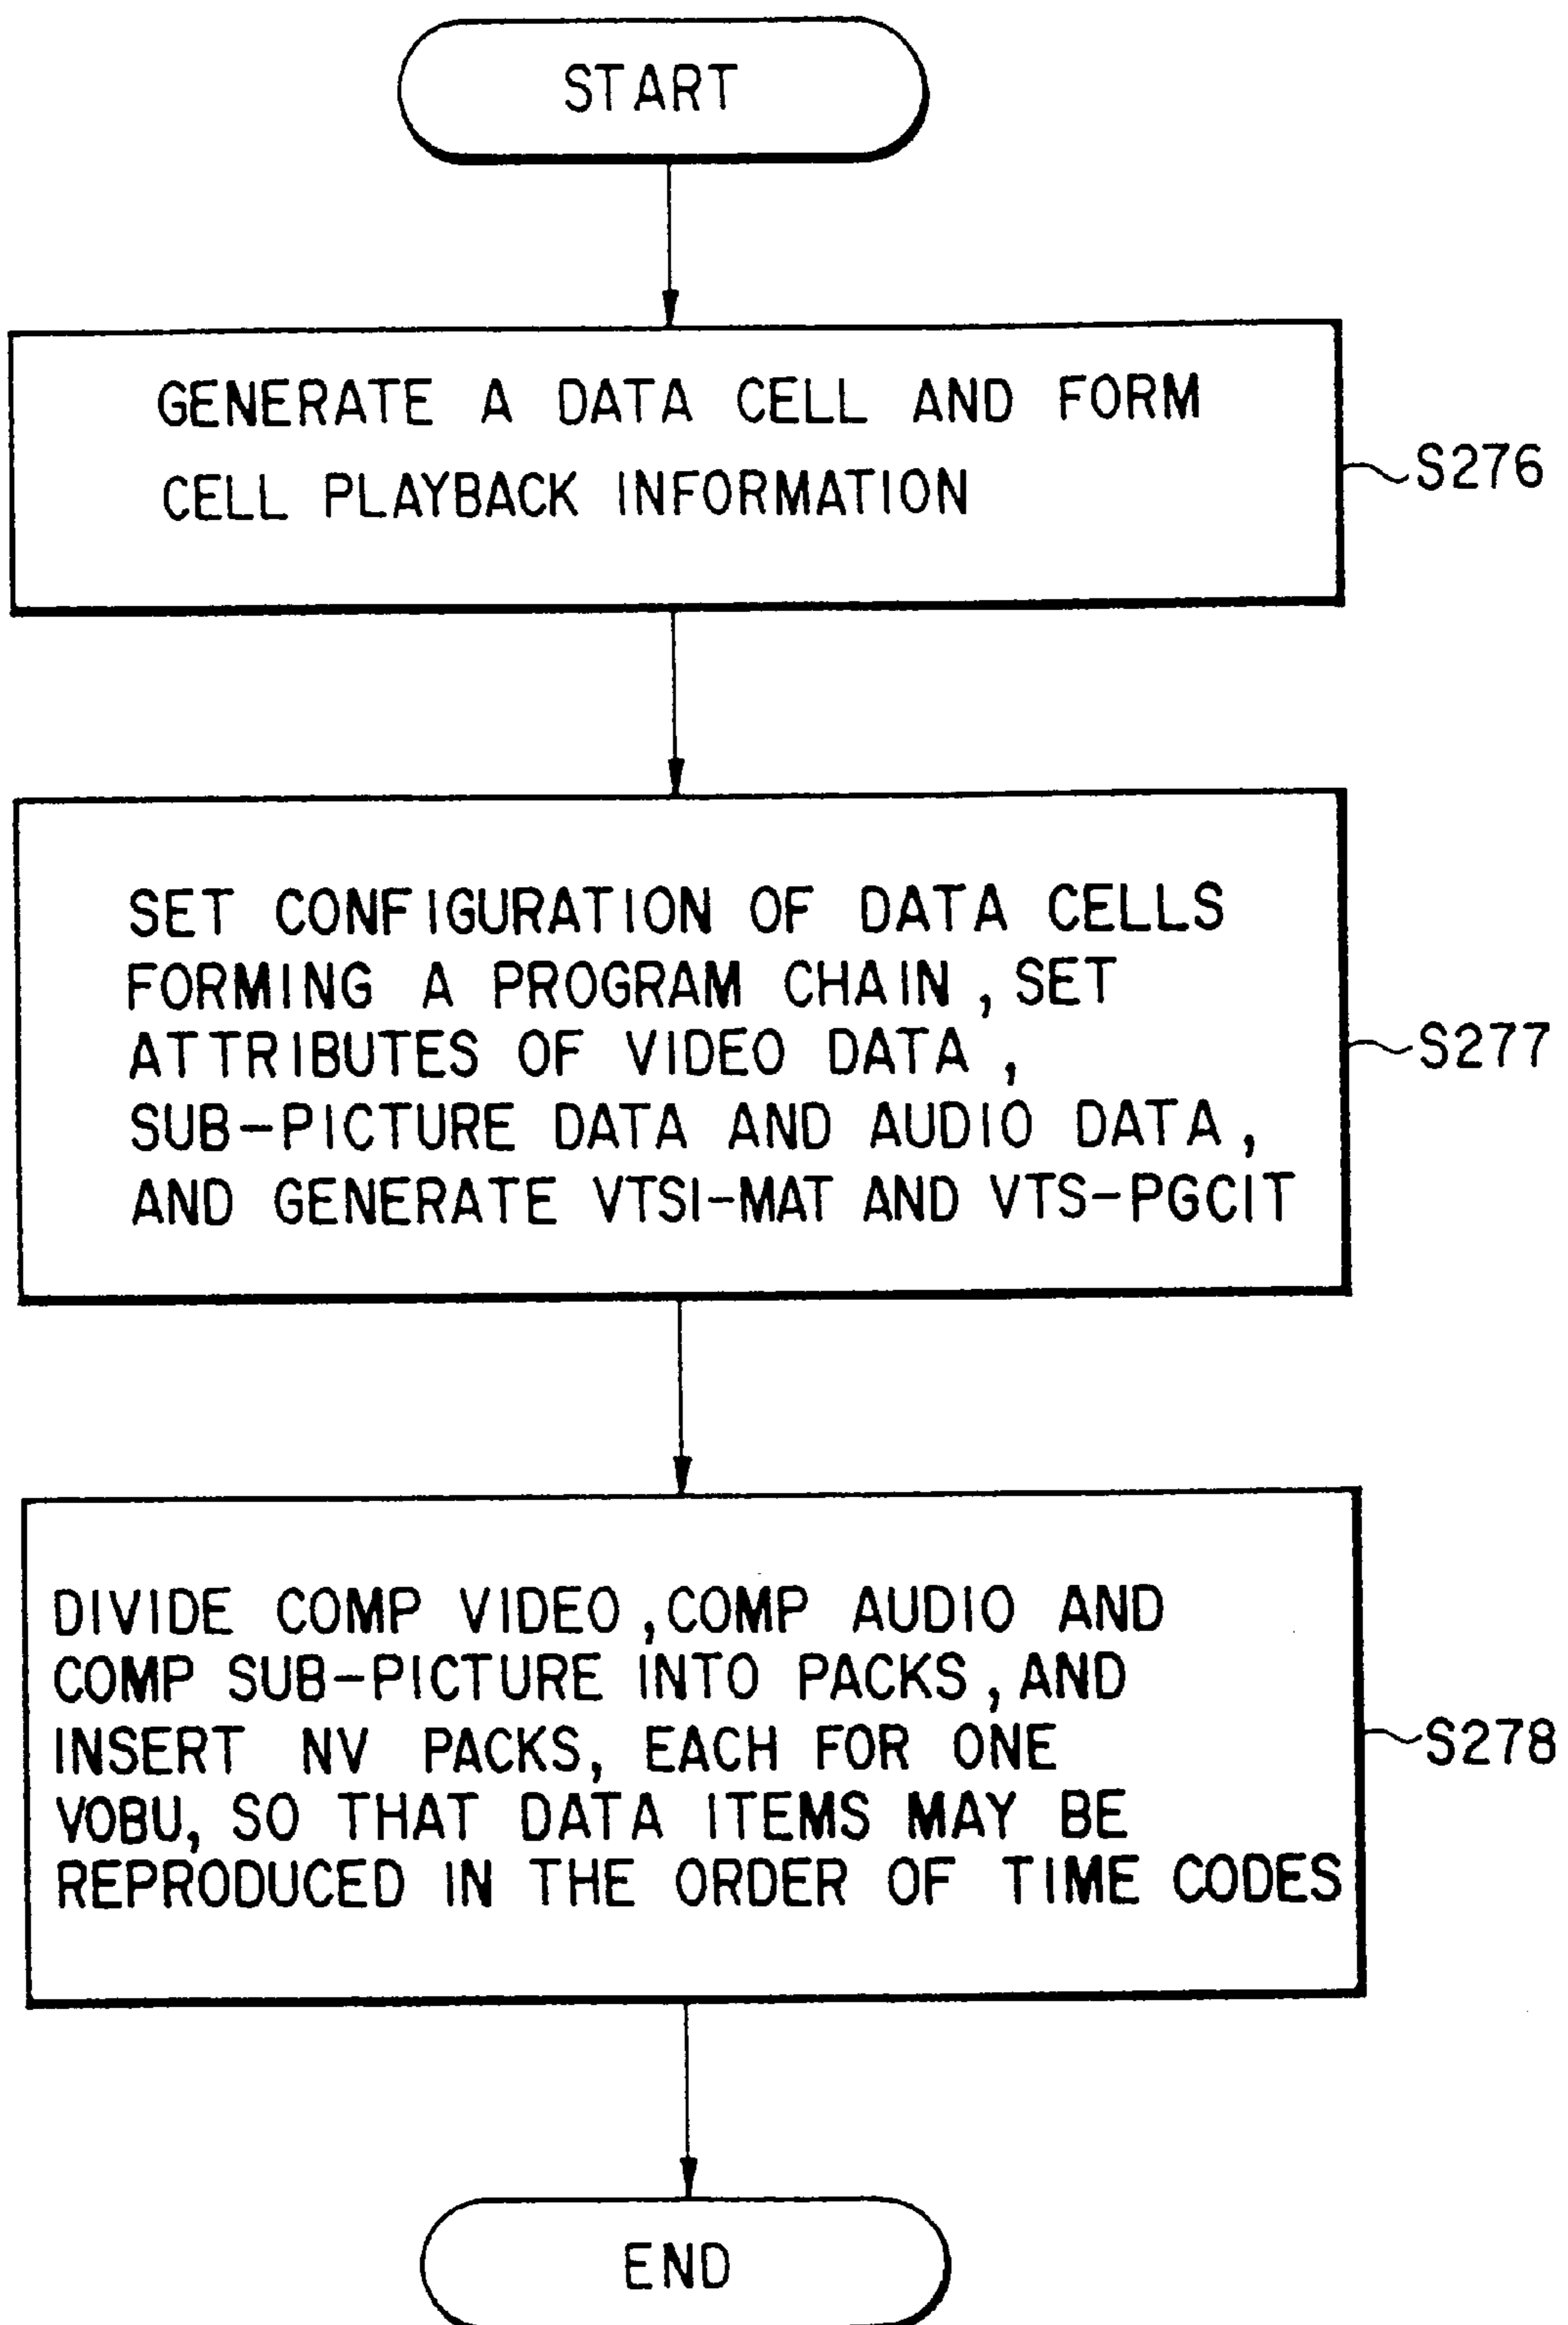 START
GENERATE A DATA CELL AND FORM
CELL PLAYBACK INFORMATION
S276
SET CONFIGURATION OF DATA CELLS
FORMING A PROGRAM CHAIN, SET
ATTRIBUTES OF VIDEO DATA,
SUB-PICTURE DATA AND AUDIO DATA,
AND GENERATE VTSI-MAT AND VTS-PGCIT
S277
DIVIDE COMP VIDEO, COMP AUDIO AND
COMP SUB-PICTURE INTO PACKS, AND
INSERT NV PACKS, EACH FOR ONE
VOBU, SO THAT DATA ITEMS MAY BE
REPRODUCED IN THE ORDER OF TIME CODES
S278
END